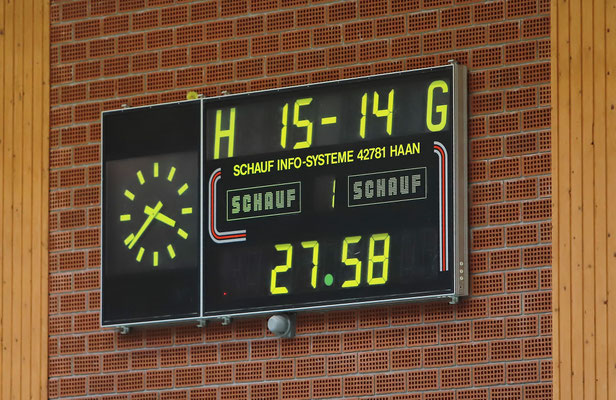 H 15-14 G
SCHAUF INFO-SYSTEME 42781 HAAN
SCHAUF 1 SCHAUF
27.58